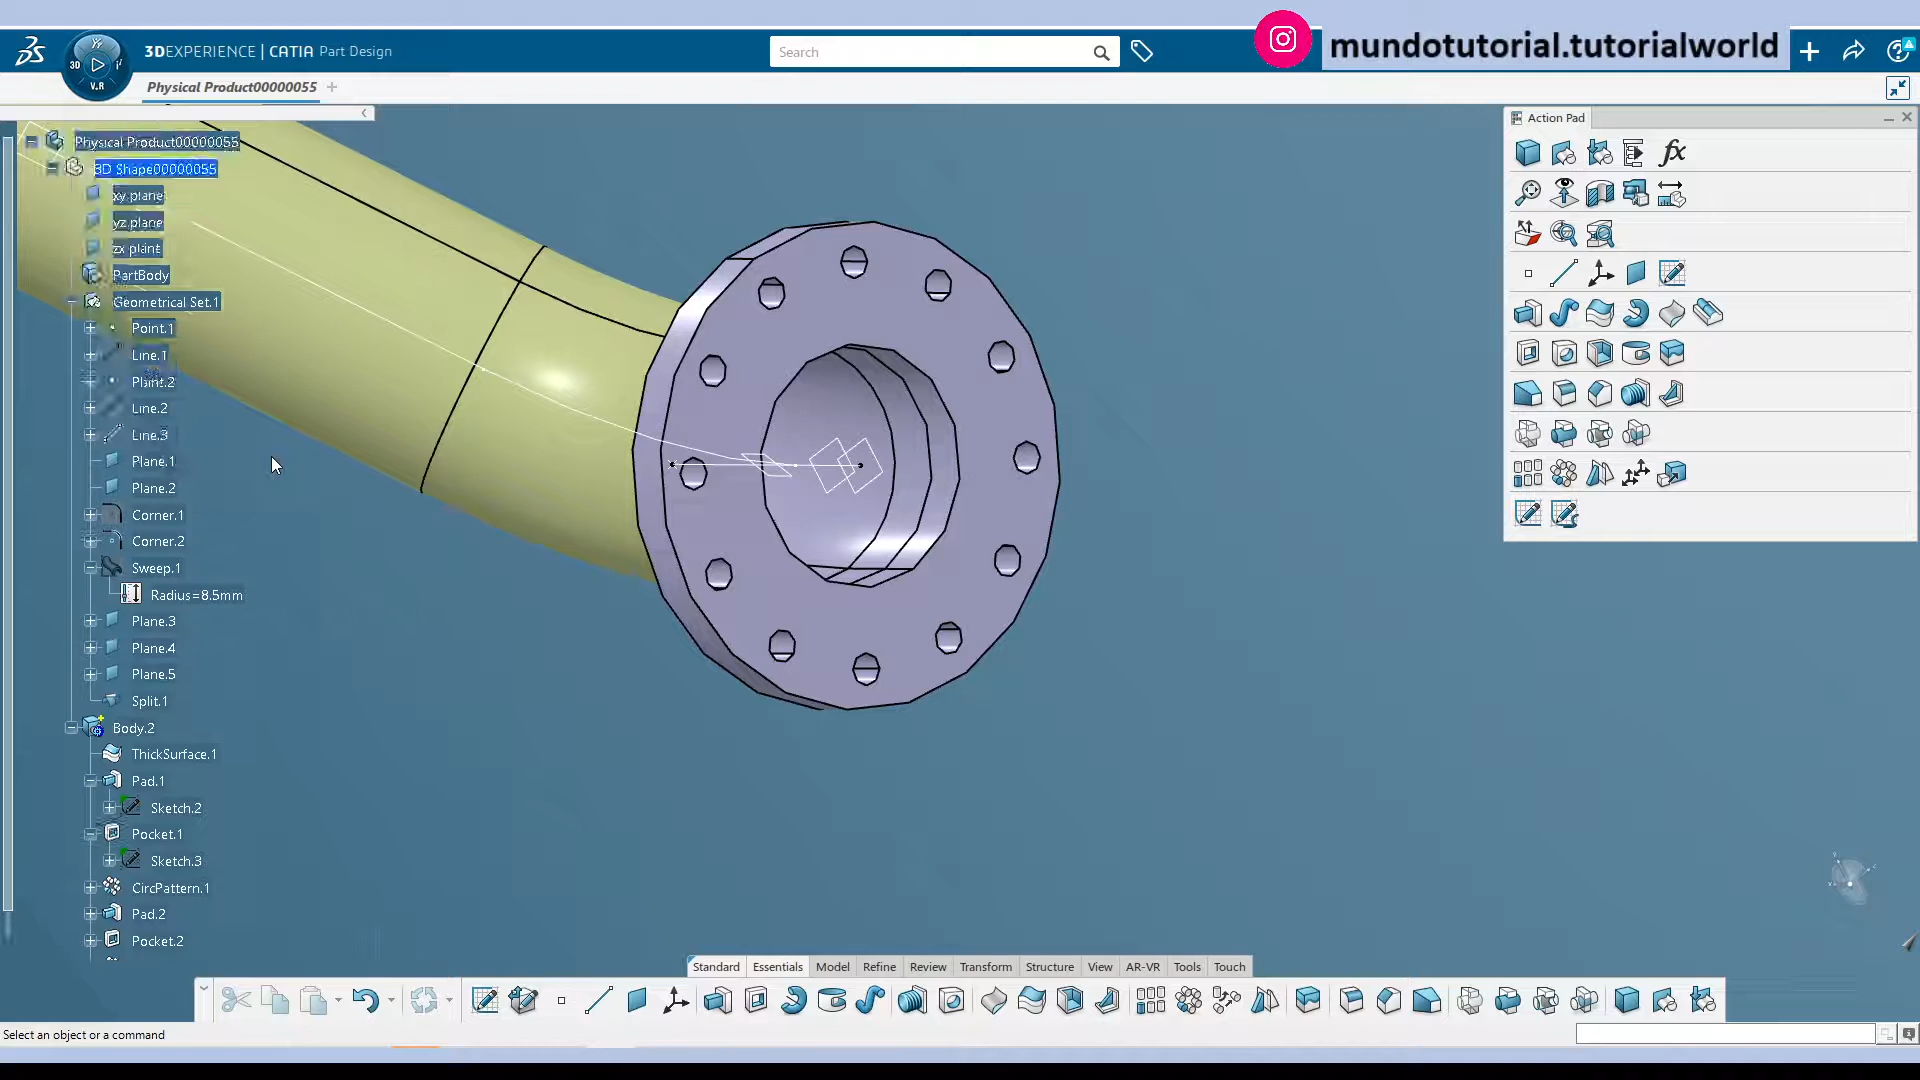 3DEXPERIENCE | CATIA Part Design
Search
mundotutorial.tutorialworld
3D
V.R
Physical Product00000055
Action Pad
Physical Product00000055
3D Shape00000055
xy plane
yz plane
zx plane
PartBody
Geometrical Set.1
Point.1
Line.1
Point.2
Line.2
Line.3
Plane.1
Plane.2
Corner.1
Corner.2
Sweep.1
Radius=8.5mm
Plane.3
Plane.4
Plane.5
Split.1
Body.2
ThickSurface.1
Pad.1
Sketch.2
Pocket.1
Sketch.3
CircPattern.1
Pad.2
Pocket.2
fx
Standard Essentials Model Refine Review Transform Structure View AR-VR Tools Touch
Select an object or a command